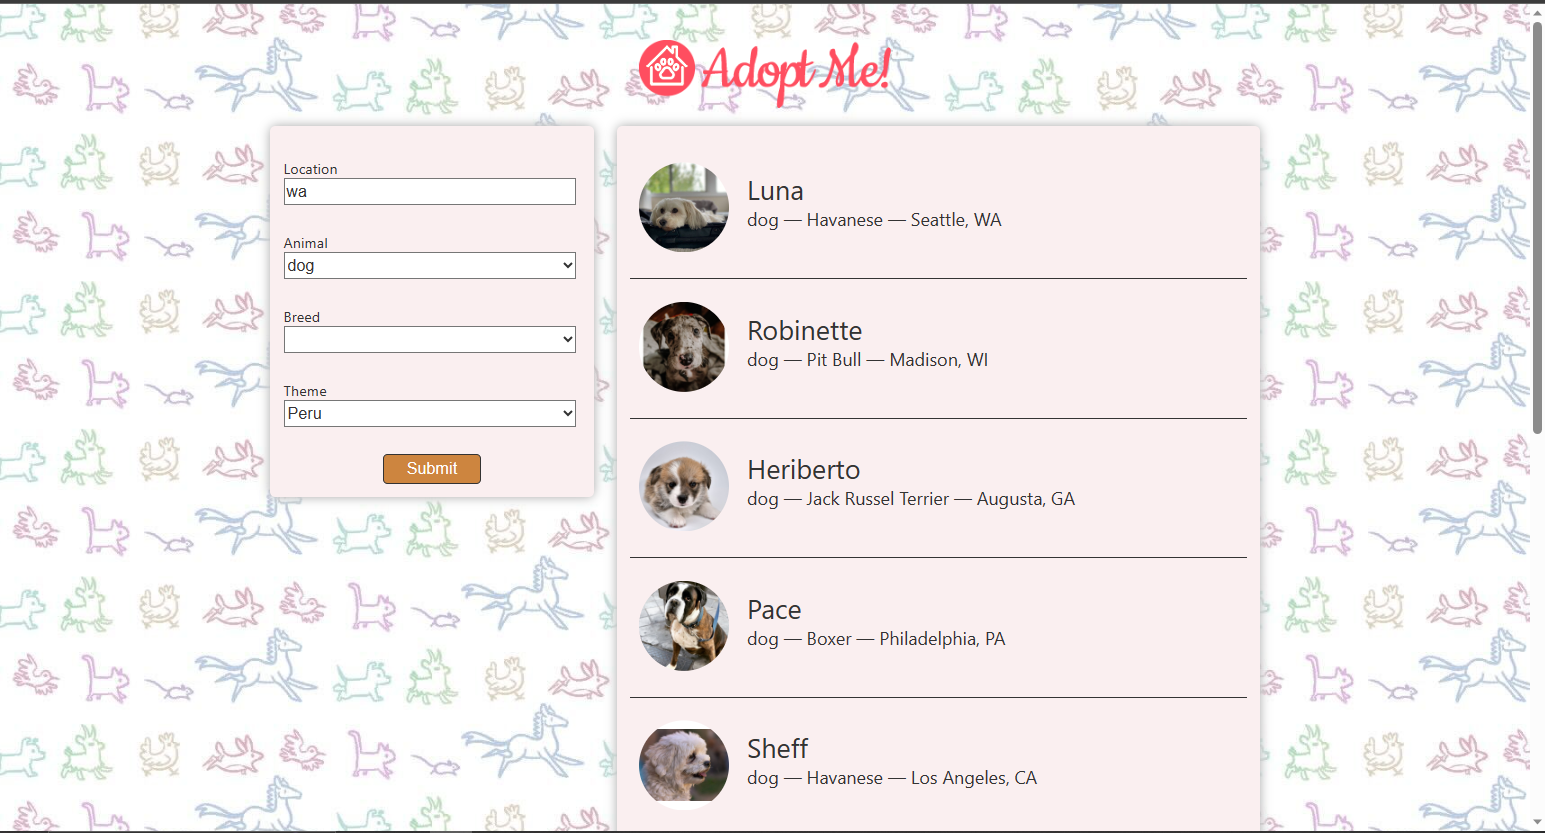 Adopt Me!
Location
wa
Animal
dog
Breed
Theme
Peru
Submit
Luna
dog — Havanese — Seattle, WA
Robinette
dog — Pit Bull — Madison, WI
Heriberto
dog — Jack Russel Terrier — Augusta, GA
Pace
dog — Boxer — Philadelphia, PA
Sheff
dog — Havanese — Los Angeles, CA